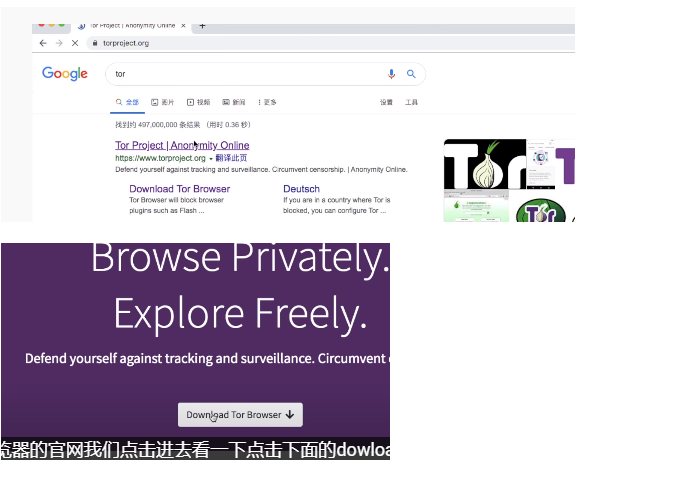 Tor Project | Anonymity Online × +
torproject.org
Google tor
全部 图片 视频 新闻 更多 设置 工具
找到约 497,000,000 条结果 （用时 0.36 秒）
Tor Project | Anonymity Online
https://www.torproject.org 翻译此页
Defend yourself against tracking and surveillance. Circumvent censorship. | Anonymity Online.
Download Tor Browser
Tor Browser will block browser
plugins such as Flash ...
Deutsch
If you are in a country where Tor is
blocked, you can configure Tor ...
Tor
T
Tor
Browse Privately.
Explore Freely.
Defend yourself against tracking and surveillance. Circumvent
Download Tor Browser
览器的官网我们点击进去看一下点击下面的dowloa